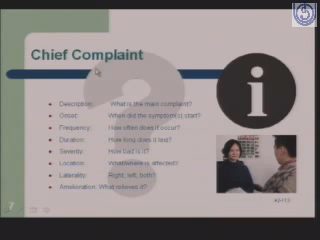 Chief Complaint
Description: What is the main complaint?
Onset: When did the symptom(s) start?
Frequency: How often does it occur?
Duration: How long does it last?
Severity: How bad is it?
Location: What/where is affected?
Laterality: Right, left, both?
Amelioration: What relieves it?